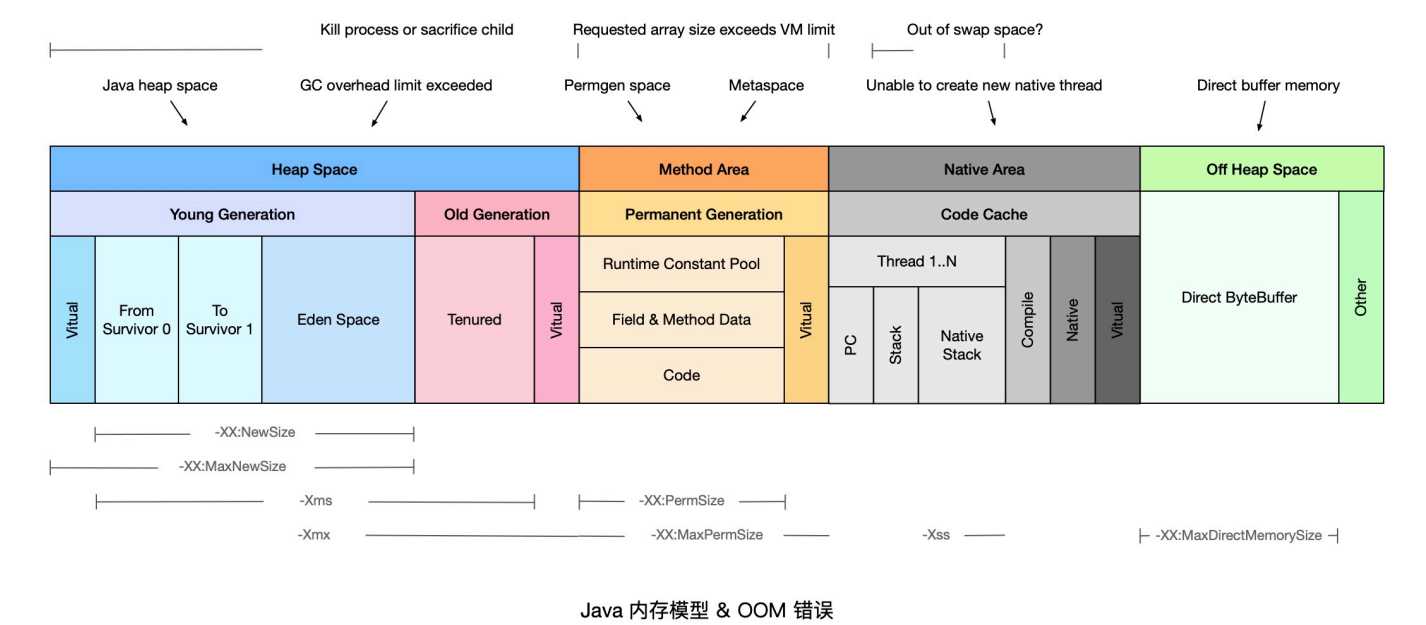 Kill process or sacrifice child
Requested array size exceeds VM limit
Out of swap space?
Java heap space
GC overhead limit exceeded
Permgen space
Metaspace
Unable to create new native thread
Direct buffer memory
Heap Space
Method Area
Native Area
Off Heap Space
Young Generation
Old Generation
Permanent Generation
Code Cache
Vitual
From
Survivor 0
To
Survivor 1
Eden Space
Tenured
Vitual
Runtime Constant Pool
Field & Method Data
Code
Vitual
Thread 1..N
PC
Stack
Native
Stack
Compile
Native
Vitual
Direct ByteBuffer
Other
-XX:NewSize
-XX:MaxNewSize
-Xms
-XX:PermSize
-Xmx
-XX:MaxPermSize
-Xss
-XX:MaxDirectMemorySize
Java 内存模型 & OOM 错误